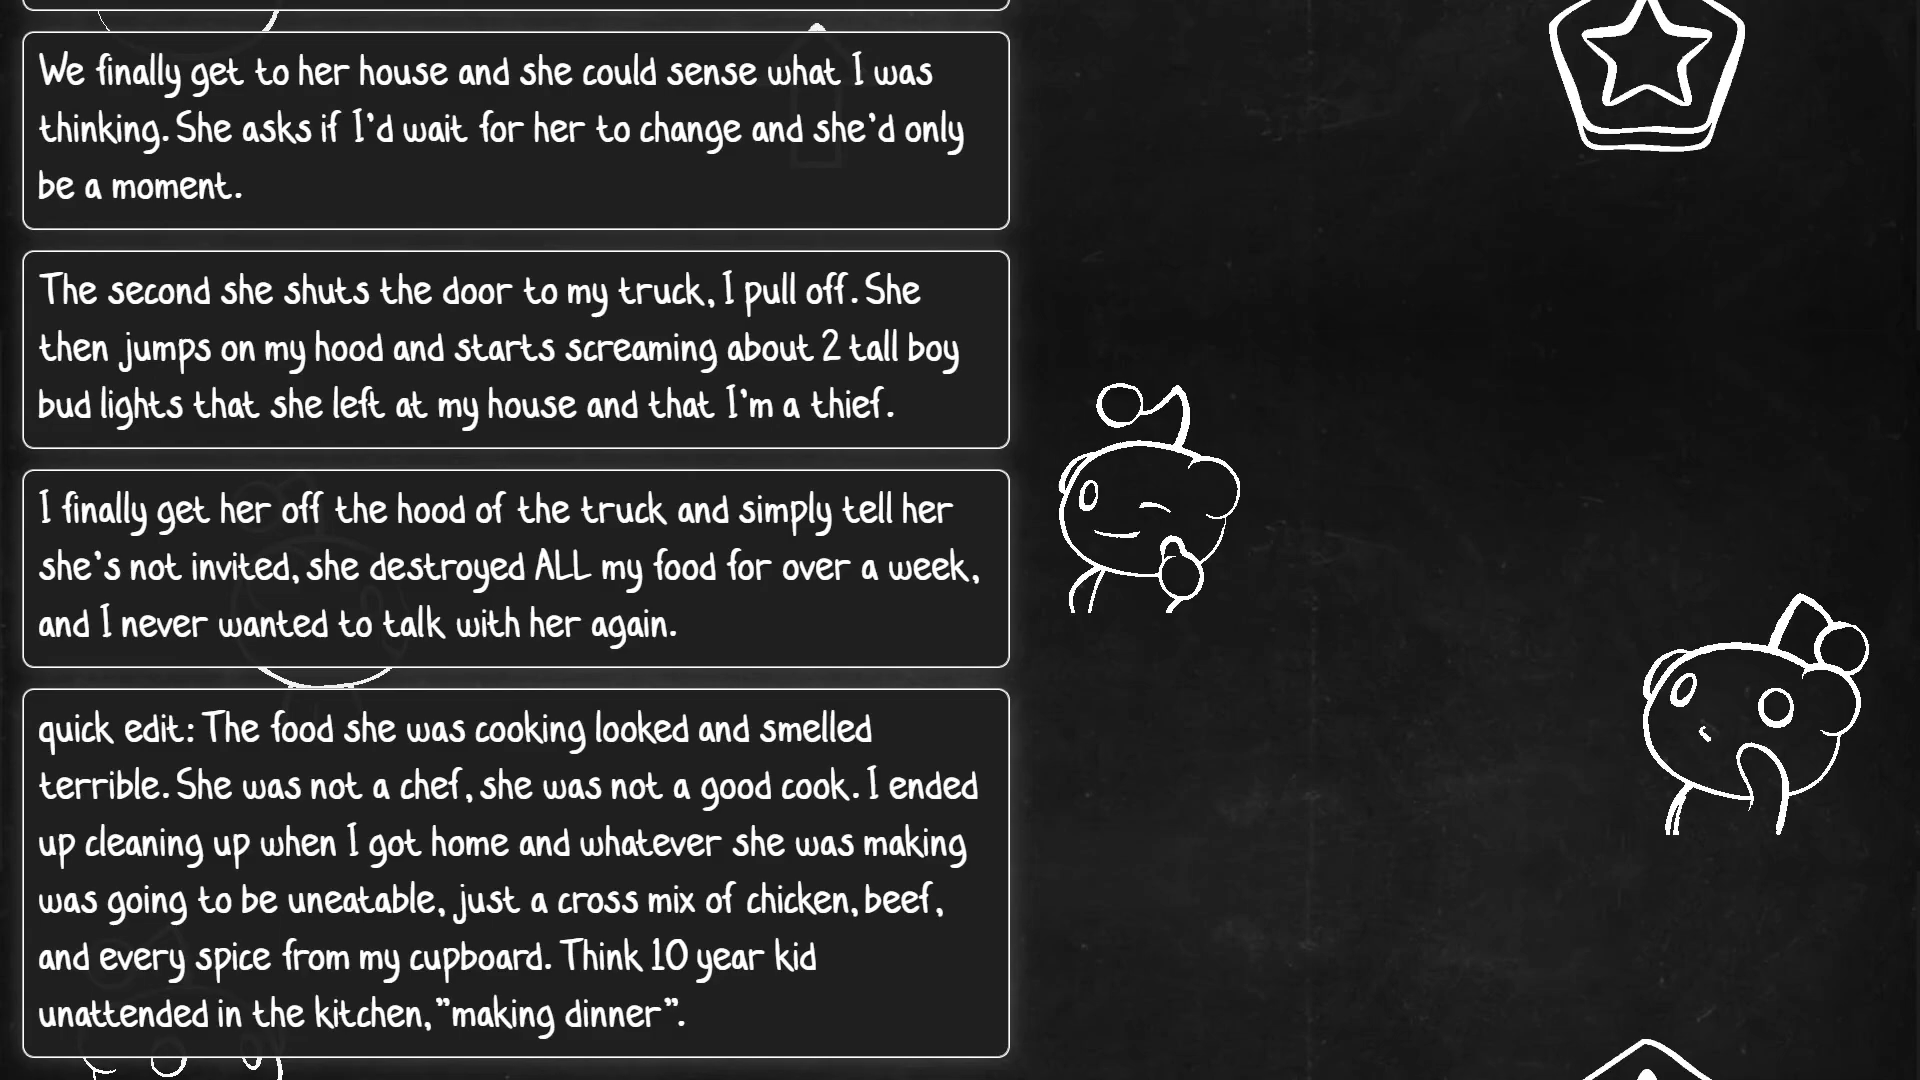 We finally get to her house and she could sense what I was
thinking. She asks if I'd wait for her to change and she'd only
be a moment.
The second she shuts the door to my truck, I pull off. She
then jumps on my hood and starts screaming about 2 tall boy
bud lights that she left at my house and that I'm a thief.
I finally get her off the hood of the truck and simply tell her
she's not invited, she destroyed ALL my food for over a week,
and I never wanted to talk with her again.
quick edit: The food she was cooking looked and smelled
terrible. She was not a chef, she was not a good cook. I ended
up cleaning up when I got home and whatever she was making
was going to be uneatable, just a cross mix of chicken, beef,
and every spice from my cupboard. Think 10 year kid
unattended in the kitchen, "making dinner".